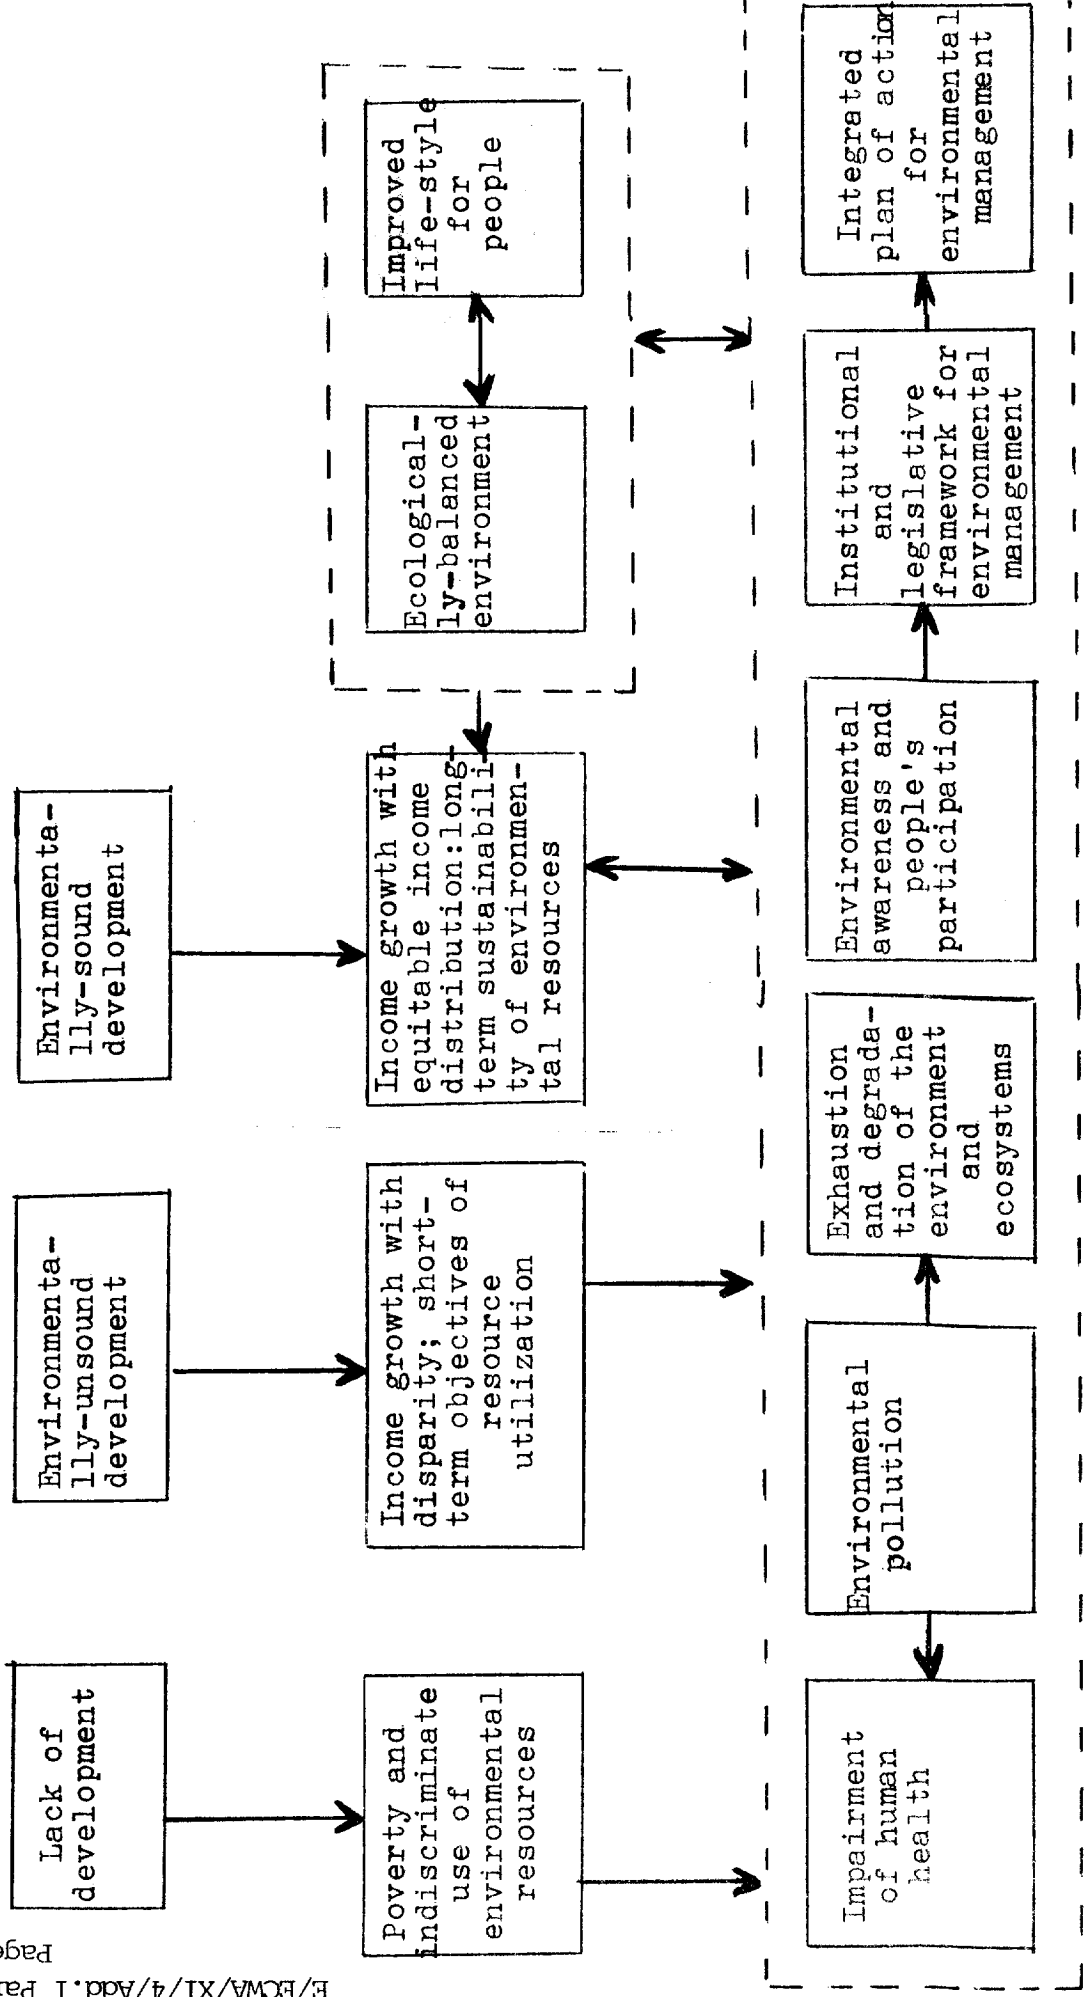 E/ECWA/XI/4/Add.1
Lack of
development
Environmenta-
lly-unsound
development
Environmenta-
lly-sound
development
Poverty and
indiscriminate
use of
environmental
resources
Income growth with
disparity; short-
term objectives of
resource
utilization
Income growth with
equitable income
distribution:long-
term sustainabili-
ty of environmen-
tal resources
Ecological-
ly-balanced
environment
Improved
life-style
for
people
Impairment
of human
health
Environmental
pollution
Exhaustion
and degrada-
tion of the
environment
and
ecosystems
Environmental
awareness and
people's
participation
Institutional
and
legislative
framework for
environmental
management
Integrated
plan of action
for
environmental
management